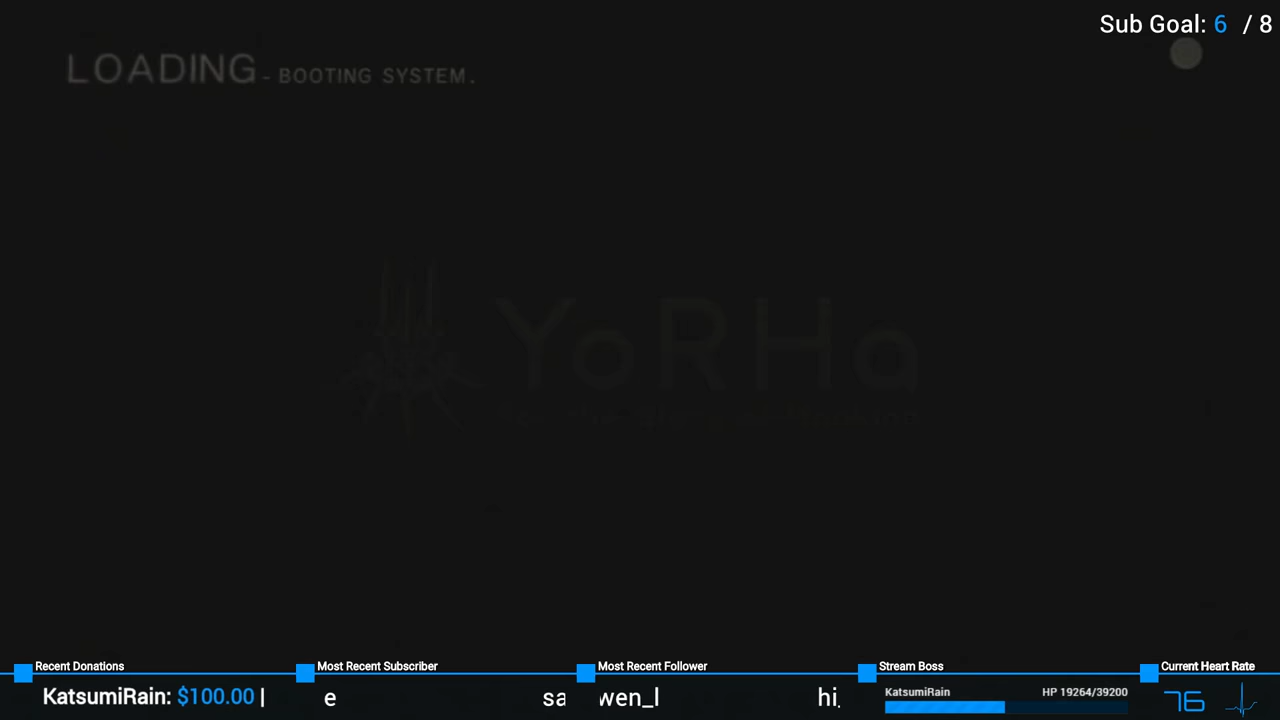 Sub Goal: 6 / 8
LOADING - BOOTING SYSTEM.
YoRHa
Recent Donations
Most Recent Subscriber
Most Recent Follower
Stream Boss
Current Heart Rate
KatsumiRain: $100.00 |
e
sa
wen_l
hi
KatsumiRain
HP 19264/39200
76